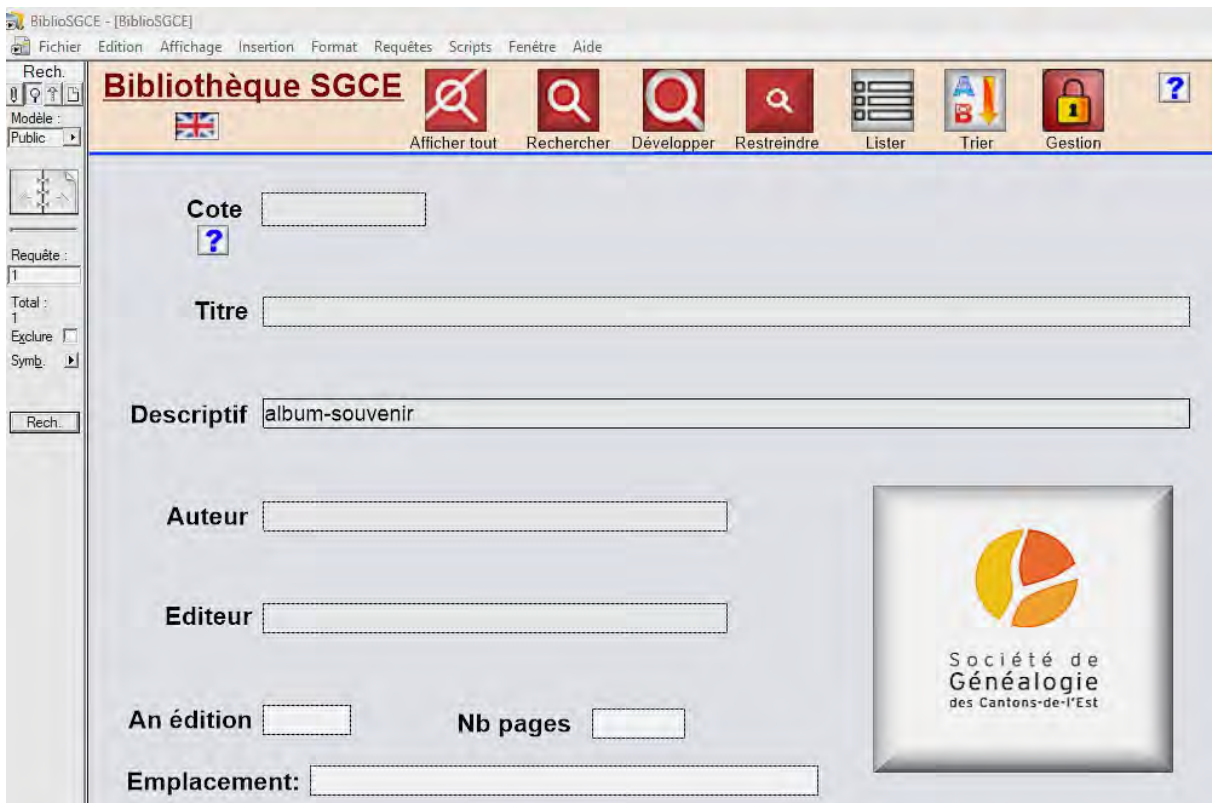 BiblioSGCE - [BiblioSGCE]
Fichier Edition Affichage Insertion Format Requêtes Scripts Fenêtre Aide
Rech.
Modèle :
Public
Requête :
1
Total :
1
Exclure
Symb.
Rech.
Bibliothèque SGCE
Afficher tout Rechercher Développer Restreindre Lister Trier Gestion
A
B
1
?
Cote
?
Titre
Descriptif album-souvenir
Auteur
Editeur
An édition Nb pages
Emplacement:
Société de
Généalogie
des Cantons-de-l'Est